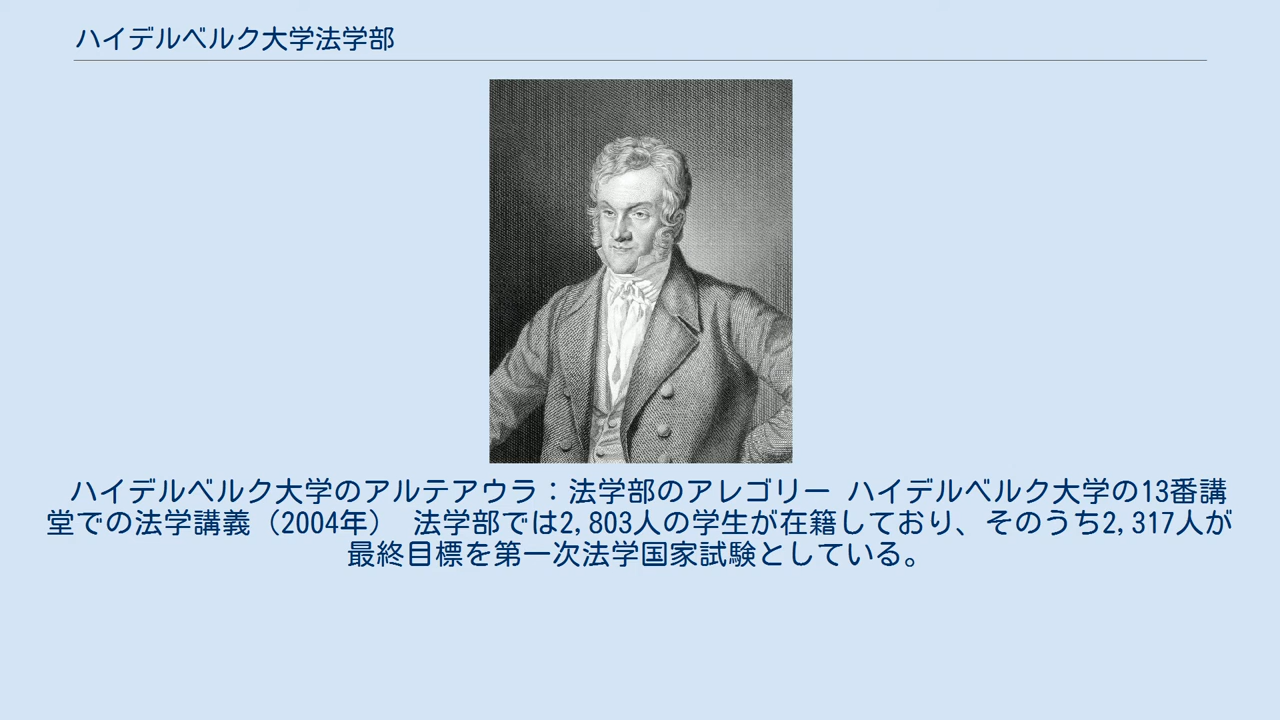 ハイデルベルク大学法学部
ハイデルベルク大学のアルテアウラ：法学部のアレゴリー ハイデルベルク大学の13番講
堂での法学講義（2004年） 法学部では2,803人の学生が在籍しており、そのうち2,317人が
最終目標を第一次法学国家試験としている。